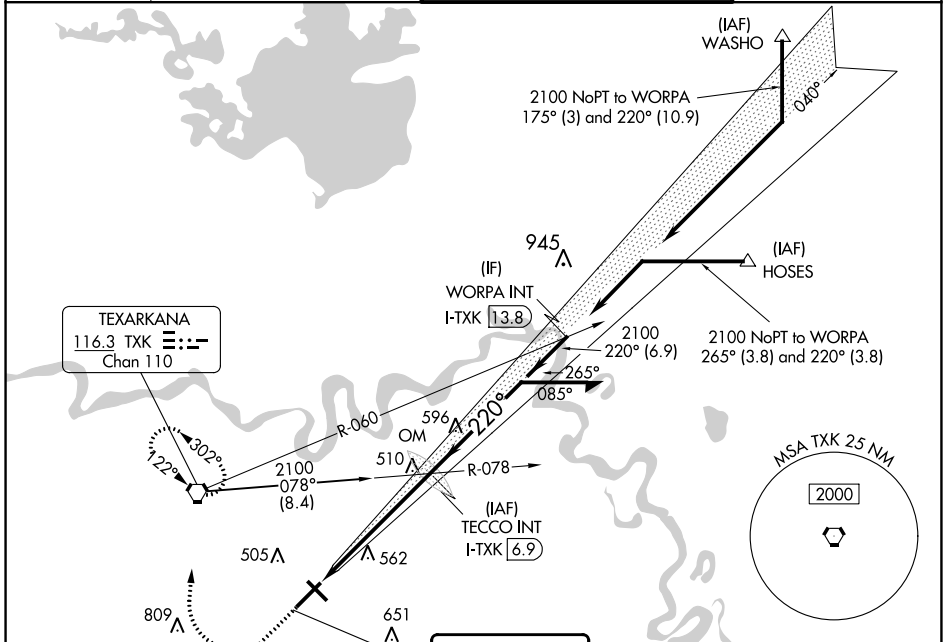 (IAF)
WASHO
2100 NoPT to WORPA
175° (3) and 220° (10.9)
040°
945
(IAF)
HOSES
(IF)
WORPA INT
I-TXK 13.8
2100
220° (6.9)
2100 NoPT to WORPA
265° (3.8) and 220° (3.8)
TEXARKANA
116.3 TXK
Chan 110
265°
085°
220°
R-060
596
OM
510
R-078
302°
122°
2100
078°
(8.4)
(IAF)
TECCO INT
I-TXK 6.9
MSA TXK 25 NM
2000
505
562
809
651